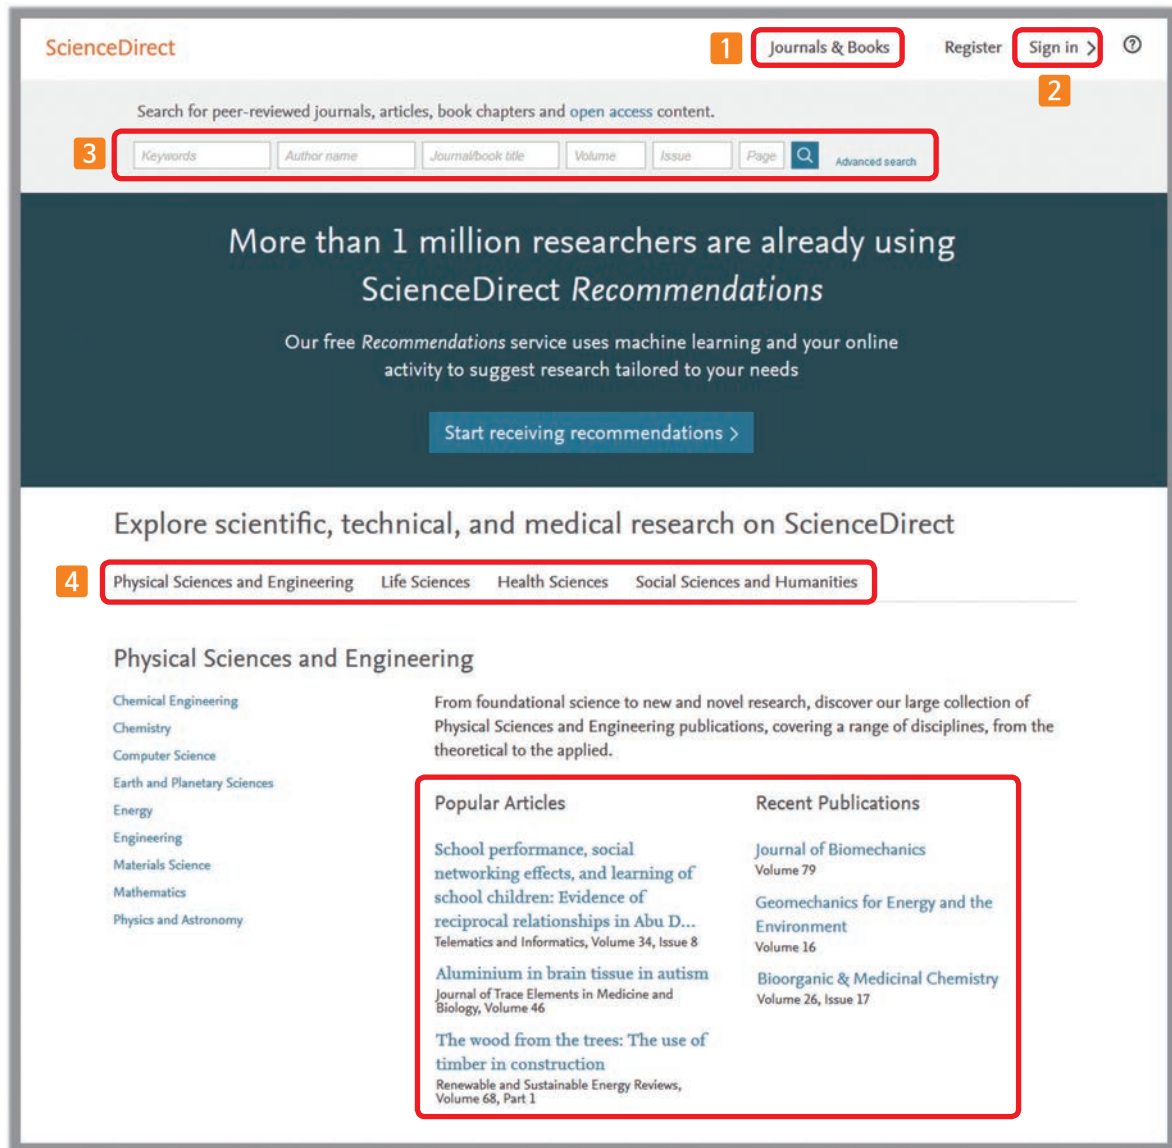 ScienceDirect
1
Journals & Books
Register
Sign in >
?
2
Search for peer-reviewed journals, articles, book chapters and open access content.
3
Keywords
Author name
Journal/book title
Volume
Issue
Page
Advanced search
More than 1 million researchers are already using
ScienceDirect Recommendations
Our free Recommendations service uses machine learning and your online
activity to suggest research tailored to your needs
Start receiving recommendations >
Explore scientific, technical, and medical research on ScienceDirect
4
Physical Sciences and Engineering
Life Sciences
Health Sciences
Social Sciences and Humanities
Physical Sciences and Engineering
Chemical Engineering
Chemistry
Computer Science
Earth and Planetary Sciences
Energy
Engineering
Materials Science
Mathematics
Physics and Astronomy
From foundational science to new and novel research, discover our large collection of
Physical Sciences and Engineering publications, covering a range of disciplines, from the
theoretical to the applied.
Popular Articles
School performance, social
networking effects, and learning of
school children: Evidence of
reciprocal relationships in Abu D...
Telematics and Informatics, Volume 34, Issue 8
Aluminium in brain tissue in autism
Journal of Trace Elements in Medicine and
Biology, Volume 46
The wood from the trees: The use of
timber in construction
Renewable and Sustainable Energy Reviews,
Volume 68, Part 1
Recent Publications
Journal of Biomechanics
Volume 79
Geomechanics for Energy and the
Environment
Volume 16
Bioorganic & Medicinal Chemistry
Volume 26, Issue 17